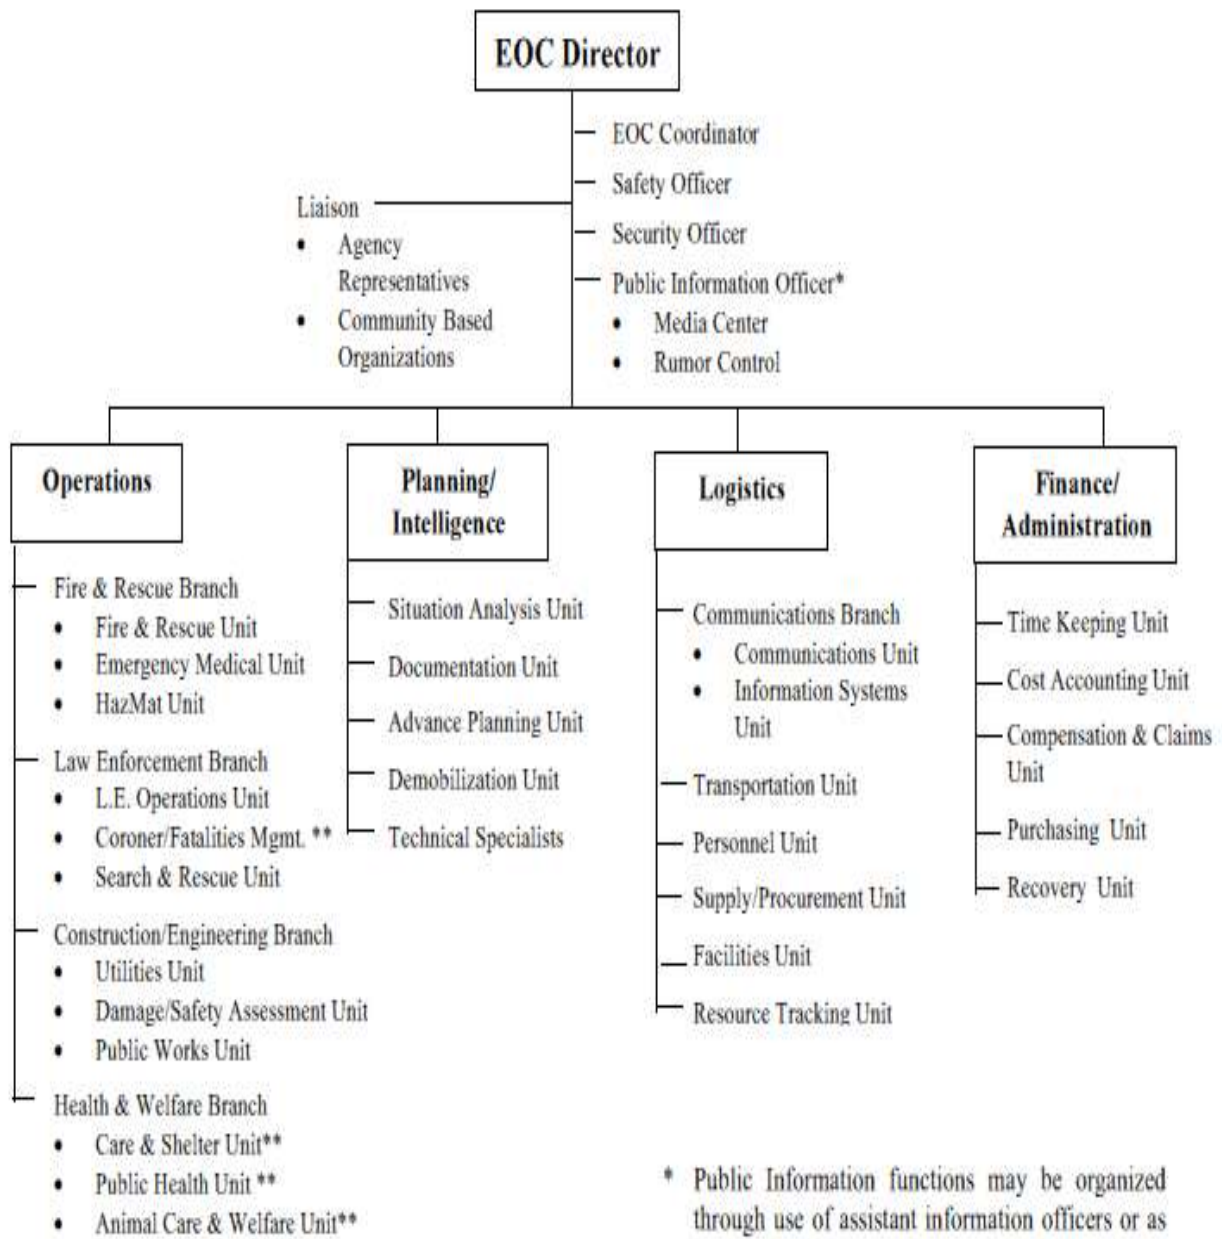 EOC Director
EOC Coordinator
Safety Officer
Security Officer
Public Information Officer*
• Media Center
• Rumor Control
Liaison
• Agency
Representatives
• Community Based
Organizations
Operations
Fire & Rescue Branch
• Fire & Rescue Unit
• Emergency Medical Unit
• HazMat Unit
Law Enforcement Branch
• L.E. Operations Unit
• Coroner/Fatalities Mgmt. **
• Search & Rescue Unit
Construction/Engineering Branch
• Utilities Unit
• Damage/Safety Assessment Unit
• Public Works Unit
Health & Welfare Branch
• Care & Shelter Unit**
• Public Health Unit **
• Animal Care & Welfare Unit**
Planning/
Intelligence
Situation Analysis Unit
Documentation Unit
Advance Planning Unit
Demobilization Unit
Technical Specialists
Logistics
Communications Branch
• Communications Unit
• Information Systems
Unit
Transportation Unit
Personnel Unit
Supply/Procurement Unit
Facilities Unit
Resource Tracking Unit
Finance/
Administration
Time Keeping Unit
Cost Accounting Unit
Compensation & Claims
Unit
Purchasing Unit
Recovery Unit
* Public Information functions may be organized
through use of assistant information officers or as